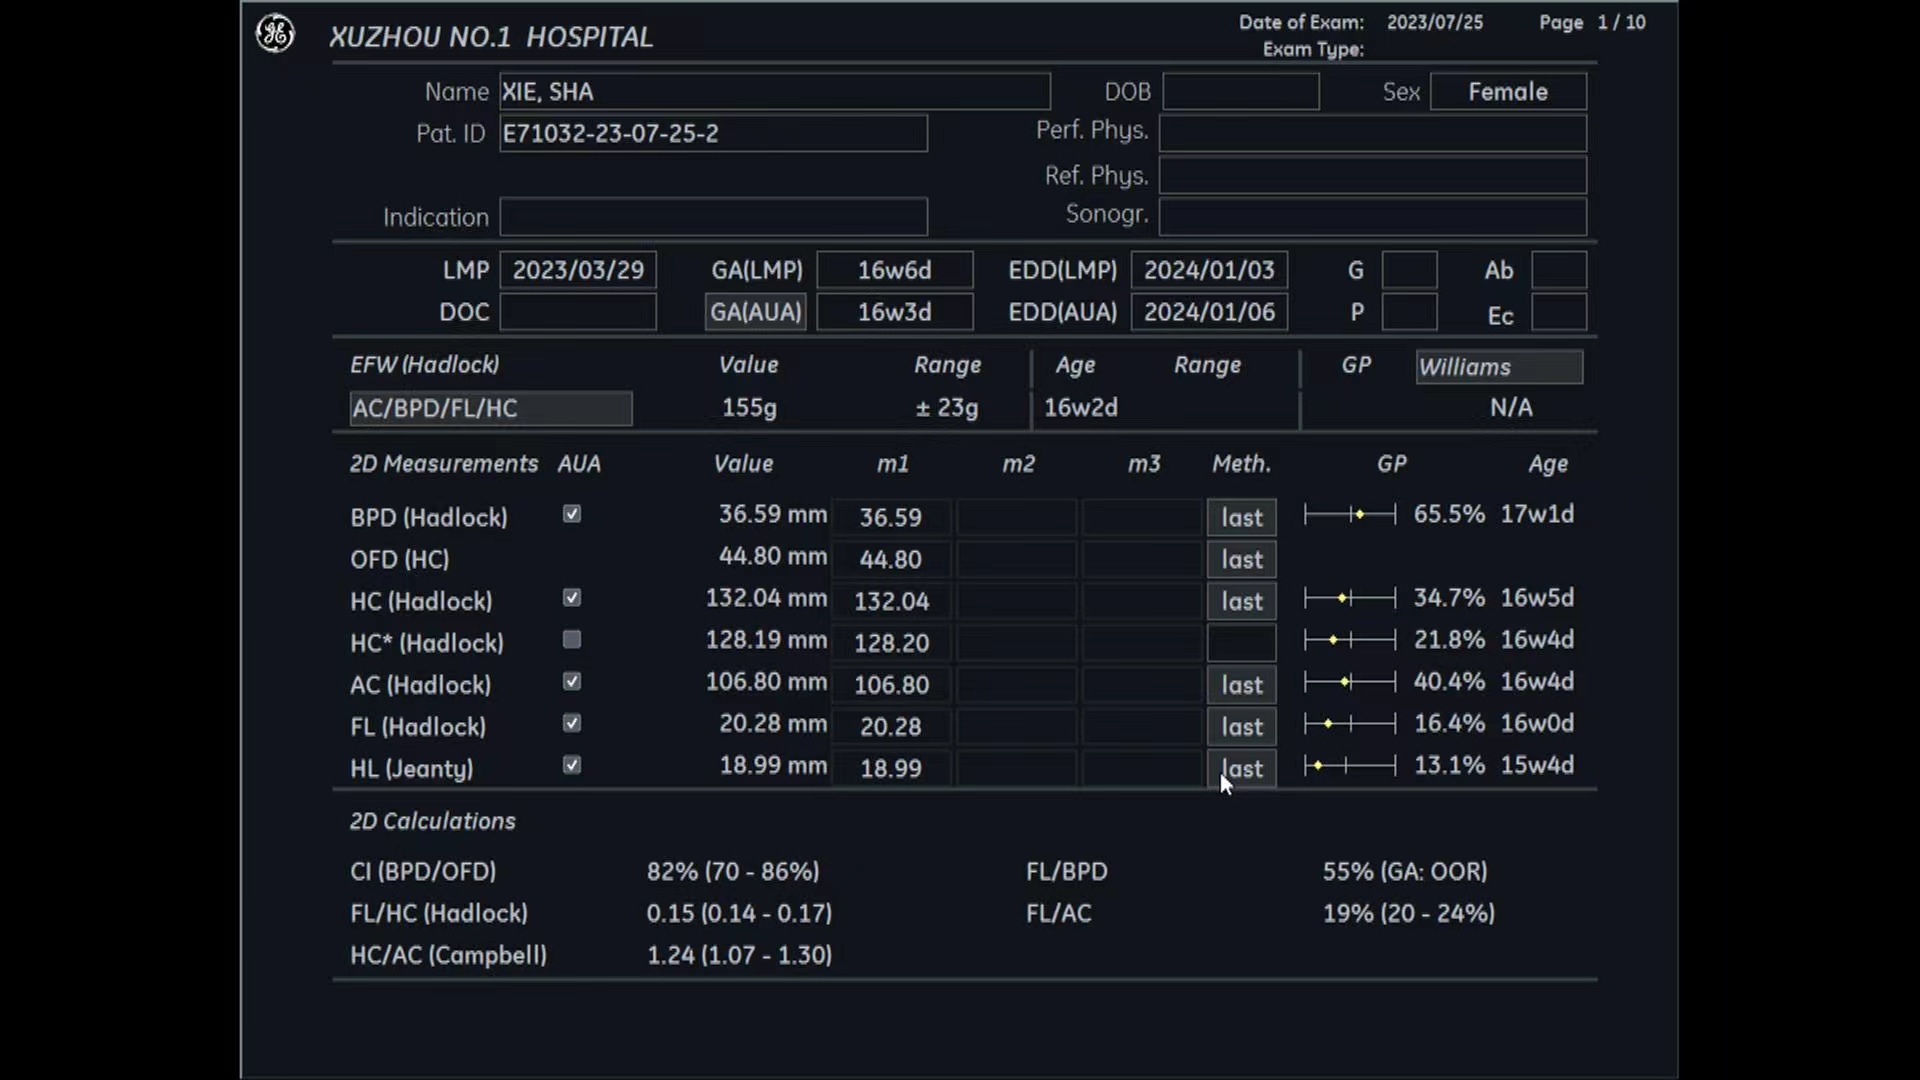 XUZHOU NO.1 HOSPITAL
Date of Exam: 2023/07/25 Page 1 / 10
Exam Type:
Name XIE, SHA DOB Sex Female
Pat. ID E71032-23-07-25-2 Perf. Phys.
Ref. Phys.
Indication Sonogr.
LMP 2023/03/29 GA(LMP) 16w6d EDD(LMP) 2024/01/03 G Ab
DOC GA(AUA) 16w3d EDD(AUA) 2024/01/06 P Ec
EFW (Hadlock) Value Range Age Range GP Williams
AC/BPD/FL/HC 155g ± 23g 16w2d N/A
2D Measurements AUA Value m1 m2 m3 Meth. GP Age
BPD (Hadlock) 36.59 mm 36.59 last 65.5% 17w1d
OFD (HC) 44.80 mm 44.80 last
HC (Hadlock) 132.04 mm 132.04 last 34.7% 16w5d
HC* (Hadlock) 128.19 mm 128.20 21.8% 16w4d
AC (Hadlock) 106.80 mm 106.80 last 40.4% 16w4d
FL (Hadlock) 20.28 mm 20.28 last 16.4% 16w0d
HL (Jeanty) 18.99 mm 18.99 last 13.1% 15w4d
2D Calculations
CI (BPD/OFD) 82% (70 - 86%) FL/BPD 55% (GA: OOR)
FL/HC (Hadlock) 0.15 (0.14 - 0.17) FL/AC 19% (20 - 24%)
HC/AC (Campbell) 1.24 (1.07 - 1.30)